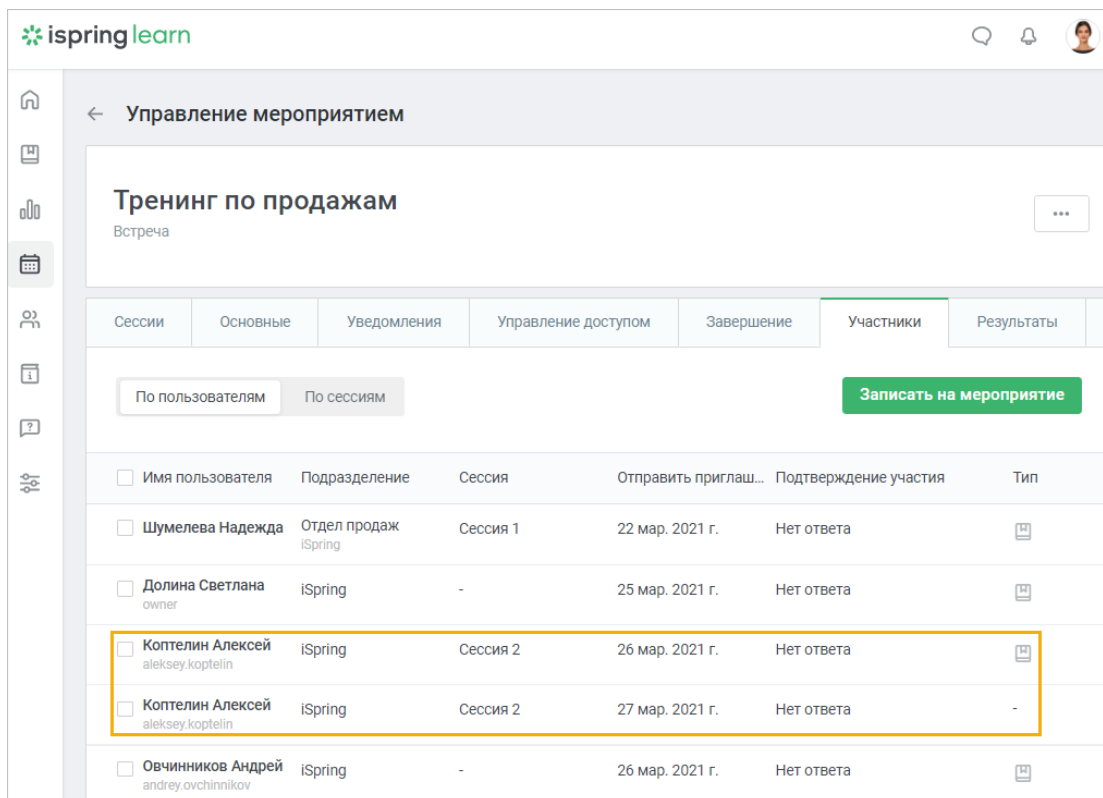 ispring learn
Управление мероприятием
Тренинг по продажам
Встреча
Сессии Основные Уведомления Управление доступом Завершение Участники Результаты
По пользователям По сессиям Записать на мероприятие
Имя пользователя Подразделение Сессия Отправить приглаш... Подтверждение участия Тип
Шумелева Надежда Отдел продаж Сессия 1 22 мар. 2021 г. Нет ответа
iSpring
Долина Светлана iSpring - 25 мар. 2021 г. Нет ответа
owner
Коптелин Алексей iSpring Сессия 2 26 мар. 2021 г. Нет ответа
aleksey.koptelin
Коптелин Алексей iSpring Сессия 2 27 мар. 2021 г. Нет ответа -
aleksey.koptelin
Овчинников Андрей iSpring - 26 мар. 2021 г. Нет ответа
andrey.ovchinnikov